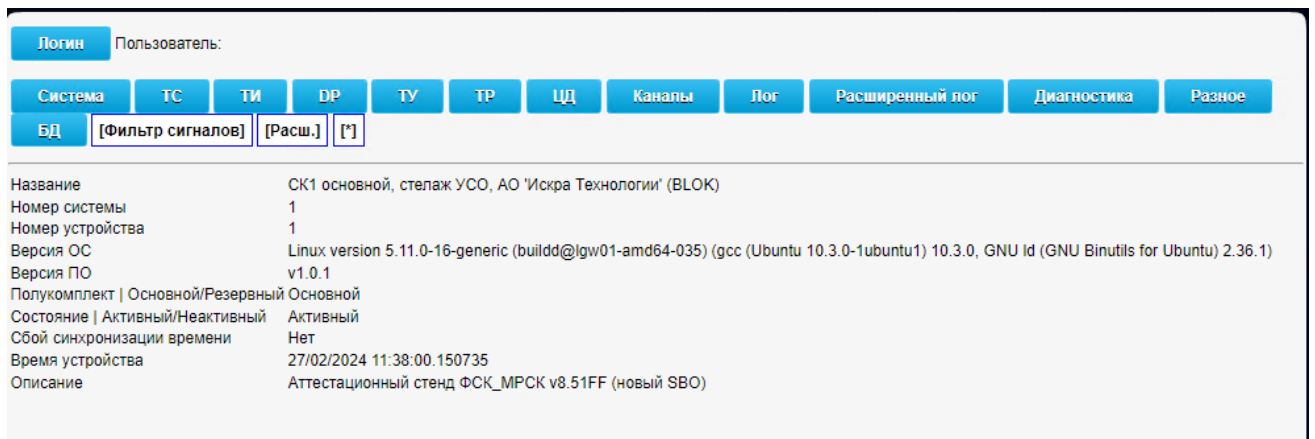 Логин Пользователь:
Система ТС ТИ DP ТУ ТР ЦД Каналы Лог Расширенный лог Диагностика Разное
БД [Фильтр сигналов] [Расш.] [*]
Название СК1 основной, стелаж УСО, АО 'Искра Технологии' (BLOK)
Номер системы 1
Номер устройства 1
Версия ОС Linux version 5.11.0-16-generic (buildd@lgw01-amd64-035) (gcc (Ubuntu 10.3.0-1ubuntu1) 10.3.0, GNU ld (GNU Binutils for Ubuntu) 2.36.1)
Версия ПО v1.0.1
Полукомплект | Основной/Резервный Основной
Состояние | Активный/Неактивный Активный
Сбой синхронизации времени Нет
Время устройства 27/02/2024 11:38:00.150735
Описание Аттестационный стенд ФСК_МРСК v8.51FF (новый SBO)